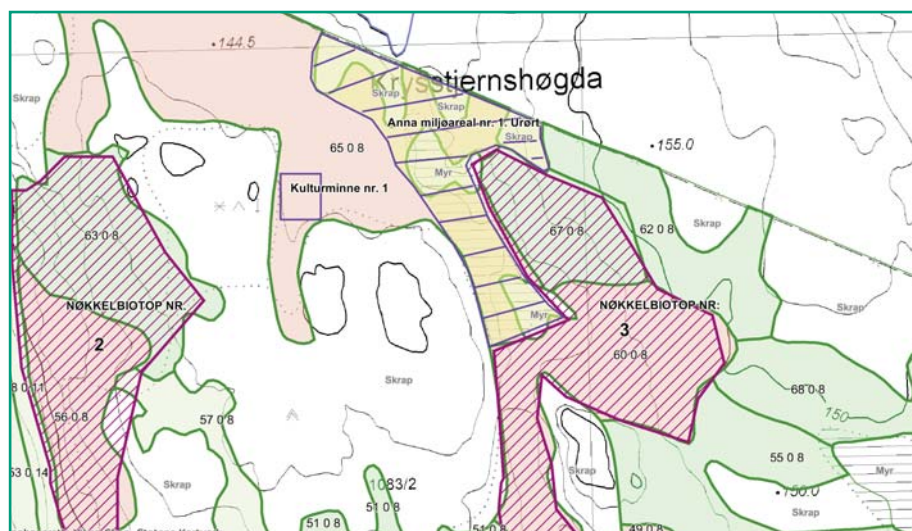 144.5
Krysstjernshøgda
Skrap
Skrap
Skrap
Anna miljøareal nr. 1. Urørt
Skrap
65 0 8
155.0
Myr
Skrap
Kulturminne nr. 1
63 0 8
67 0 8
62 0 8
NØKKELBIOTOP NR.
2
NØKKELBIOTOP NR:
3
Skrap
Myr
60 0 8
Skrap
8 0 11
56 0 8
57 0 8
68 0 8
150
53 0 14
Skrap
Skrap
55 0 8
Myr
1083/2
51 0 8
150.0
51 0 8
51 0 8
49 0 8